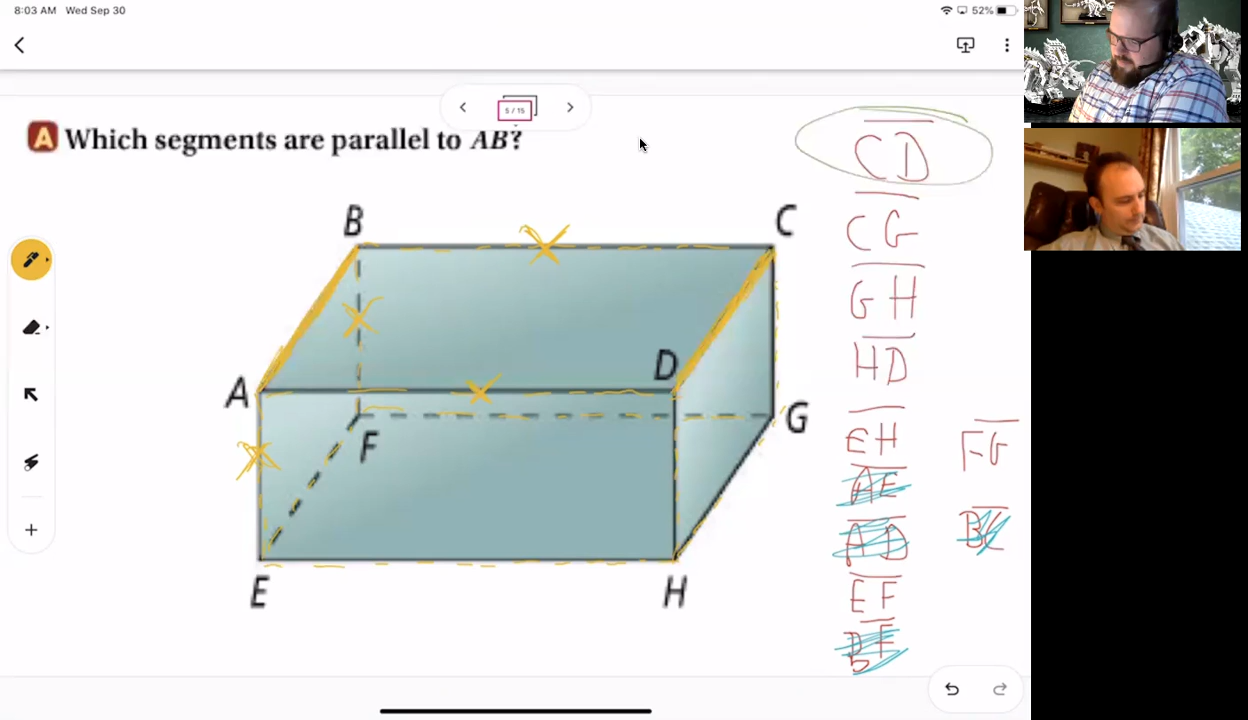 8:03 AM Wed Sep 30
52%
5 / 15
A Which segments are parallel to AB?
B
C
A
D
F
G
E
H
CD
CG
GH
HD
EH
FG
AE
AD
BC
EF
BF